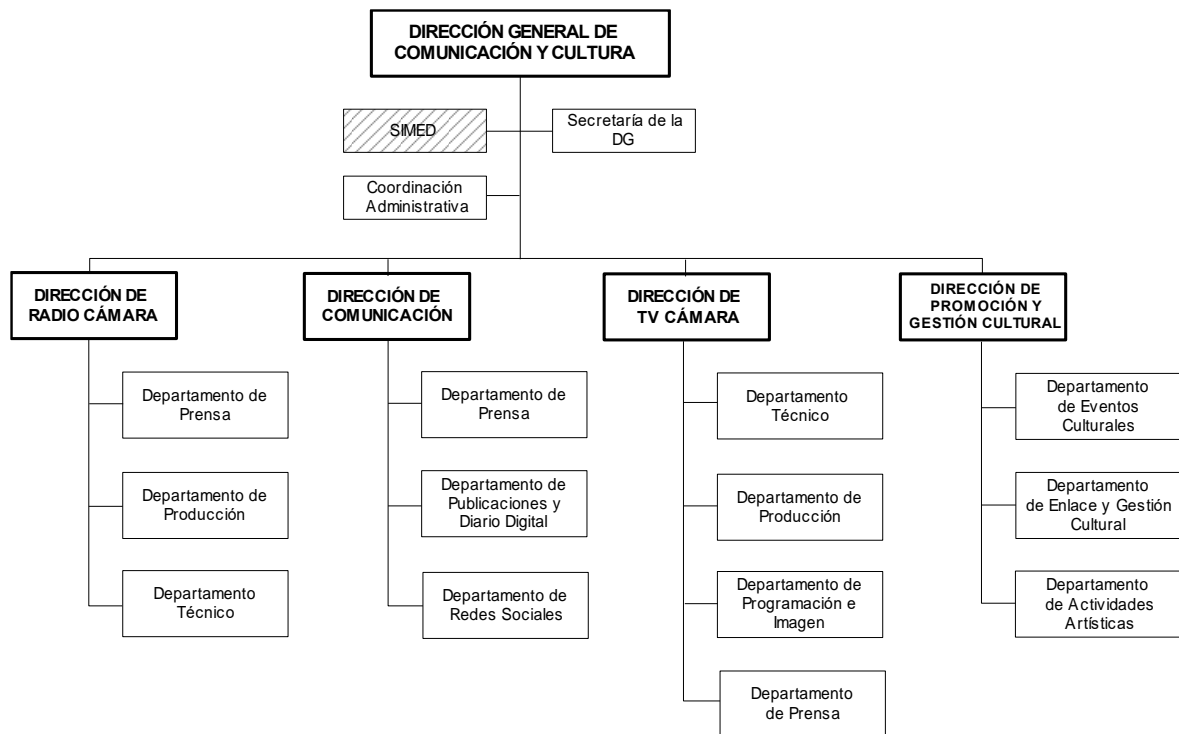 DIRECCIÓN GENERAL DE
COMUNICACIÓN Y CULTURA
SIMED
Secretaría de la
DG
Coordinación
Administrativa
DIRECCIÓN DE
RADIO CÁMARA
Departamento de
Prensa
Departamento de
Producción
Departamento
Técnico
DIRECCIÓN DE
COMUNICACIÓN
Departamento de
Prensa
Departamento de
Publicaciones y
Diario Digital
Departamento de
Redes Sociales
DIRECCIÓN DE
TV CÁMARA
Departamento
Técnico
Departamento de
Producción
Departamento de
Programación e
Imagen
Departamento
de Prensa
DIRECCIÓN DE
PROMOCIÓN Y
GESTIÓN CULTURAL
Departamento
de Eventos
Culturales
Departamento
de Enlace y Gestión
Cultural
Departamento
de Actividades
Artísticas